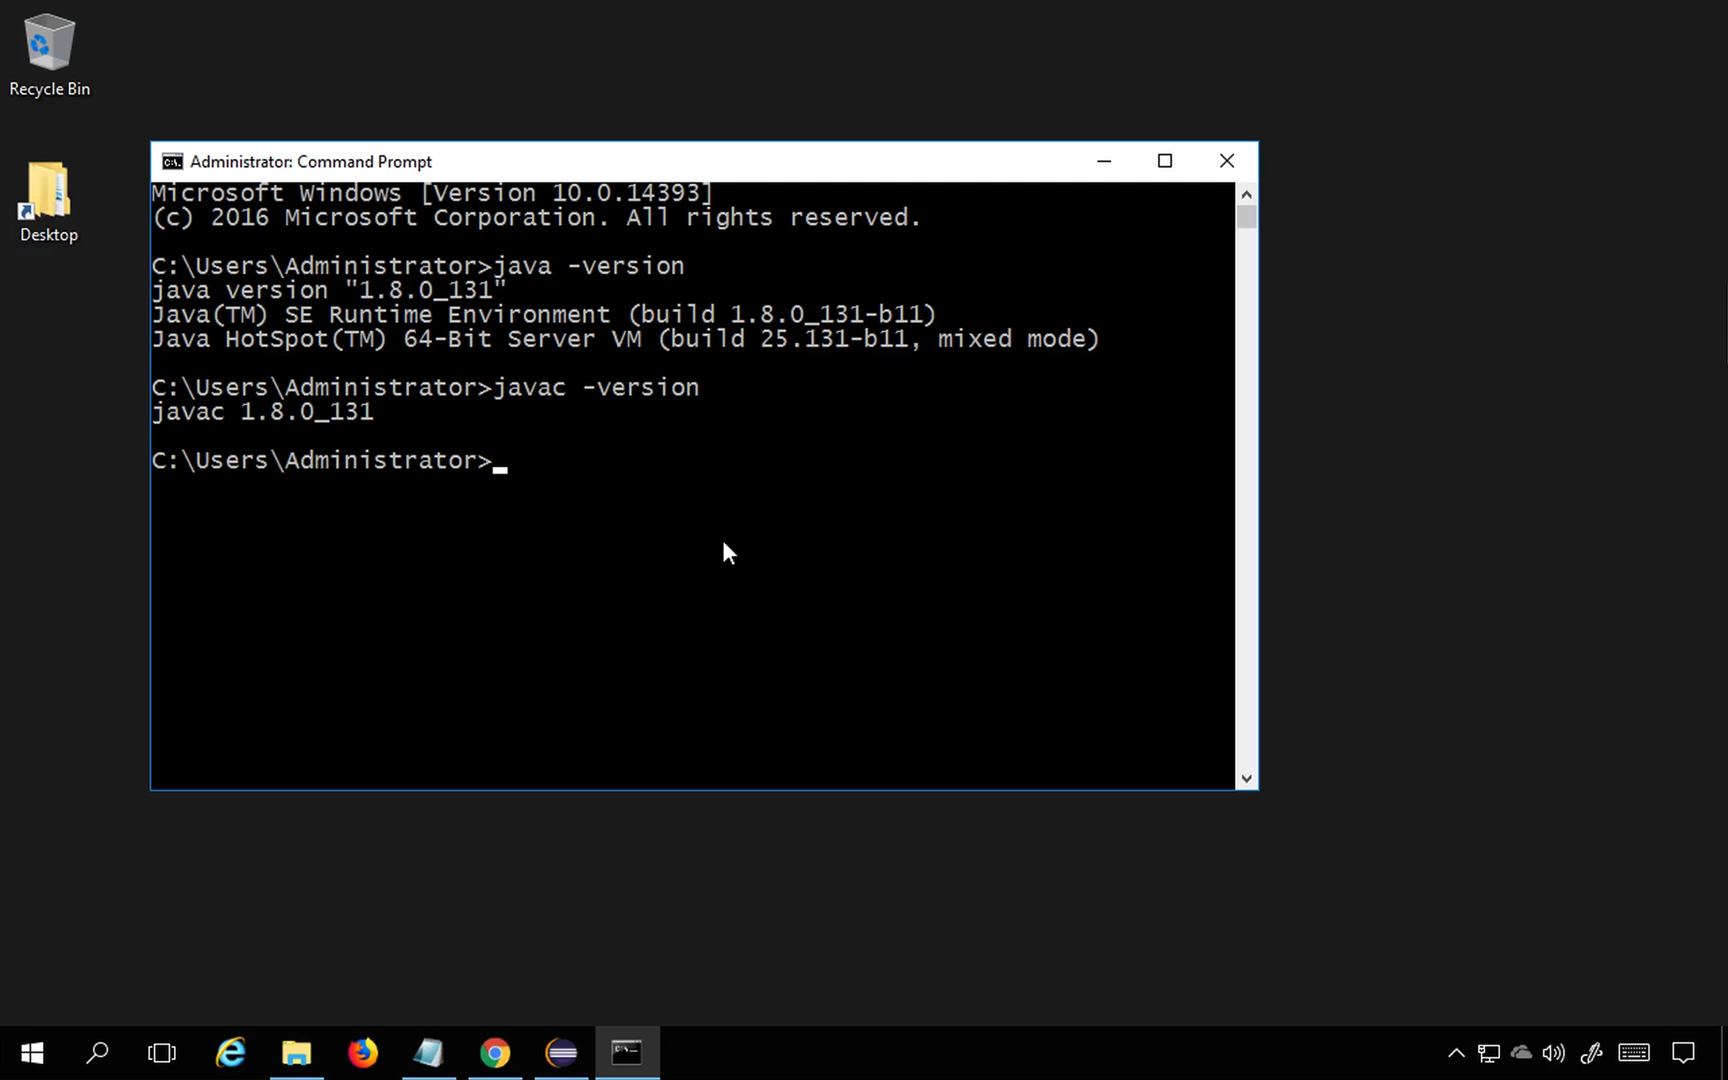 Recycle Bin
Desktop
Administrator: Command Prompt
Microsoft Windows [Version 10.0.14393]
(c) 2016 Microsoft Corporation. All rights reserved.
C:\Users\Administrator>java -version
java version "1.8.0_131"
Java(TM) SE Runtime Environment (build 1.8.0_131-b11)
Java HotSpot(TM) 64-Bit Server VM (build 25.131-b11, mixed mode)
C:\Users\Administrator>javac -version
javac 1.8.0_131
C:\Users\Administrator>